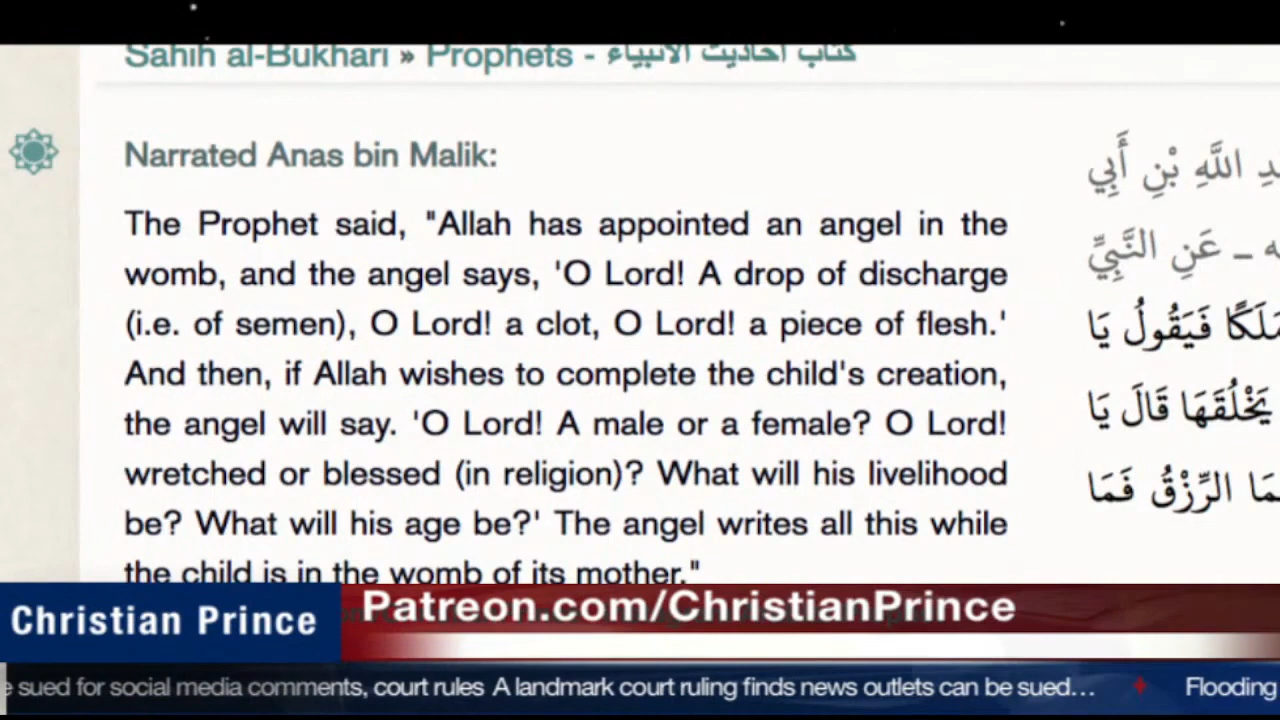 Sahih al-Bukhari » Prophets - كتاب أحاديث الأنبياء
Narrated Anas bin Malik:
The Prophet said, "Allah has appointed an angel in the
womb, and the angel says, 'O Lord! A drop of discharge
(i.e. of semen), O Lord! a clot, O Lord! a piece of flesh.'
And then, if Allah wishes to complete the child's creation,
the angel will say. 'O Lord! A male or a female? O Lord!
wretched or blessed (in religion)? What will his livelihood
be? What will his age be?' The angel writes all this while
the child is in the womb of its mother."
اللَّهِ بْنِ أَبِي
ـ عَنِ النَّبِيِّ
فَيَقُولُ يَا
يَخْلُقَهَا قَالَ يَا
الرِّزْقُ فَمَا
Christian Prince
Patreon.com/ChristianPrince
sued for social media comments, court rules A landmark court ruling finds news outlets can be sued... Flooding